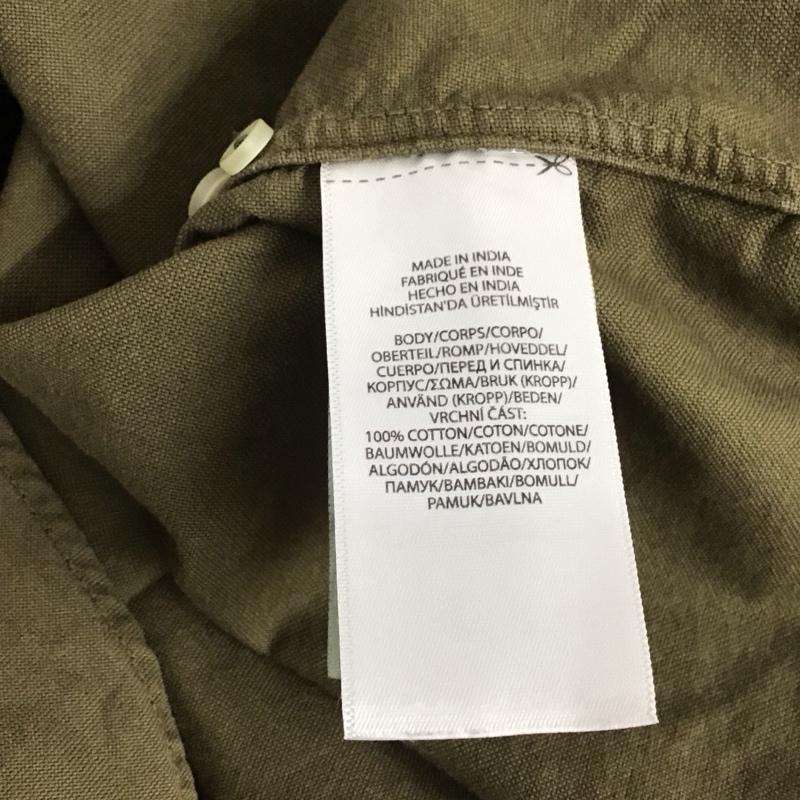 MADE IN INDIA
FABRIQUÉ EN INDE
HECHO EN INDIA
HİNDİSTAN'DA ÜRETİLMİŞTİR
BODY/CORPS/CORPO/
OBERTEIL/ROMP/HOVEDDEL/
CUERPO/ПЕРЕД И СПИНКА/
КОРПУС/ΣΩΜΑ/BRUK (KROPP)/
ANVÄND (KROPP)/BEDEN/
VRCHNÍ ČÁST:
100% COTTON/COTON/COTONE/
BAUMWOLLE/KATOEN/BOMULD/
ALGODÓN/ALGODÃO/ХЛОПОК/
ПАМУК/ΒΑΜΒΑΚΙ/BOMULL/
PAMUK/BAVLNA